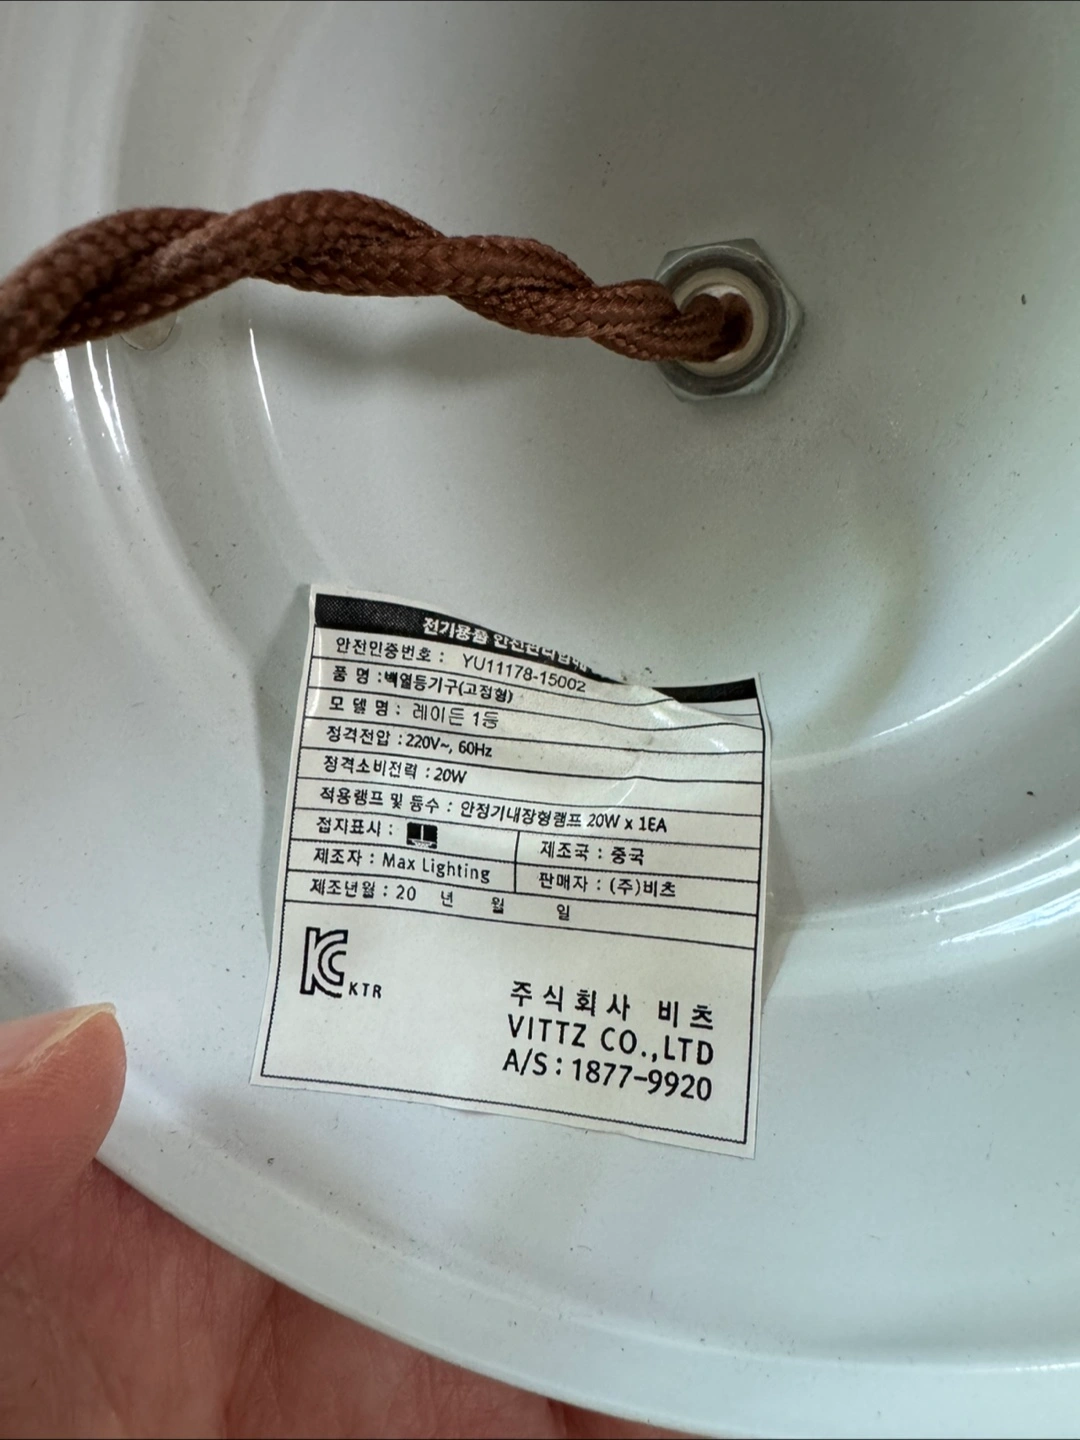 전기용품 안전관리법에
안전인증번호 : YU11178-15002
품 명 :백열등기구(고정형)
모 델 명 : 레이든 1등
정격전압 :220V~, 60Hz
정격소비전력 : 20W
적용램프 및 등수 : 안정기내장형램프 20W x 1EA
접지표시 :
제조국 : 중국
제조자 : Max Lighting
판매자 : (주)비츠
제조년월 : 20 년 월 일
KC KTR
주식회사 비츠
VITTZ CO.,LTD
A/S : 1877-9920